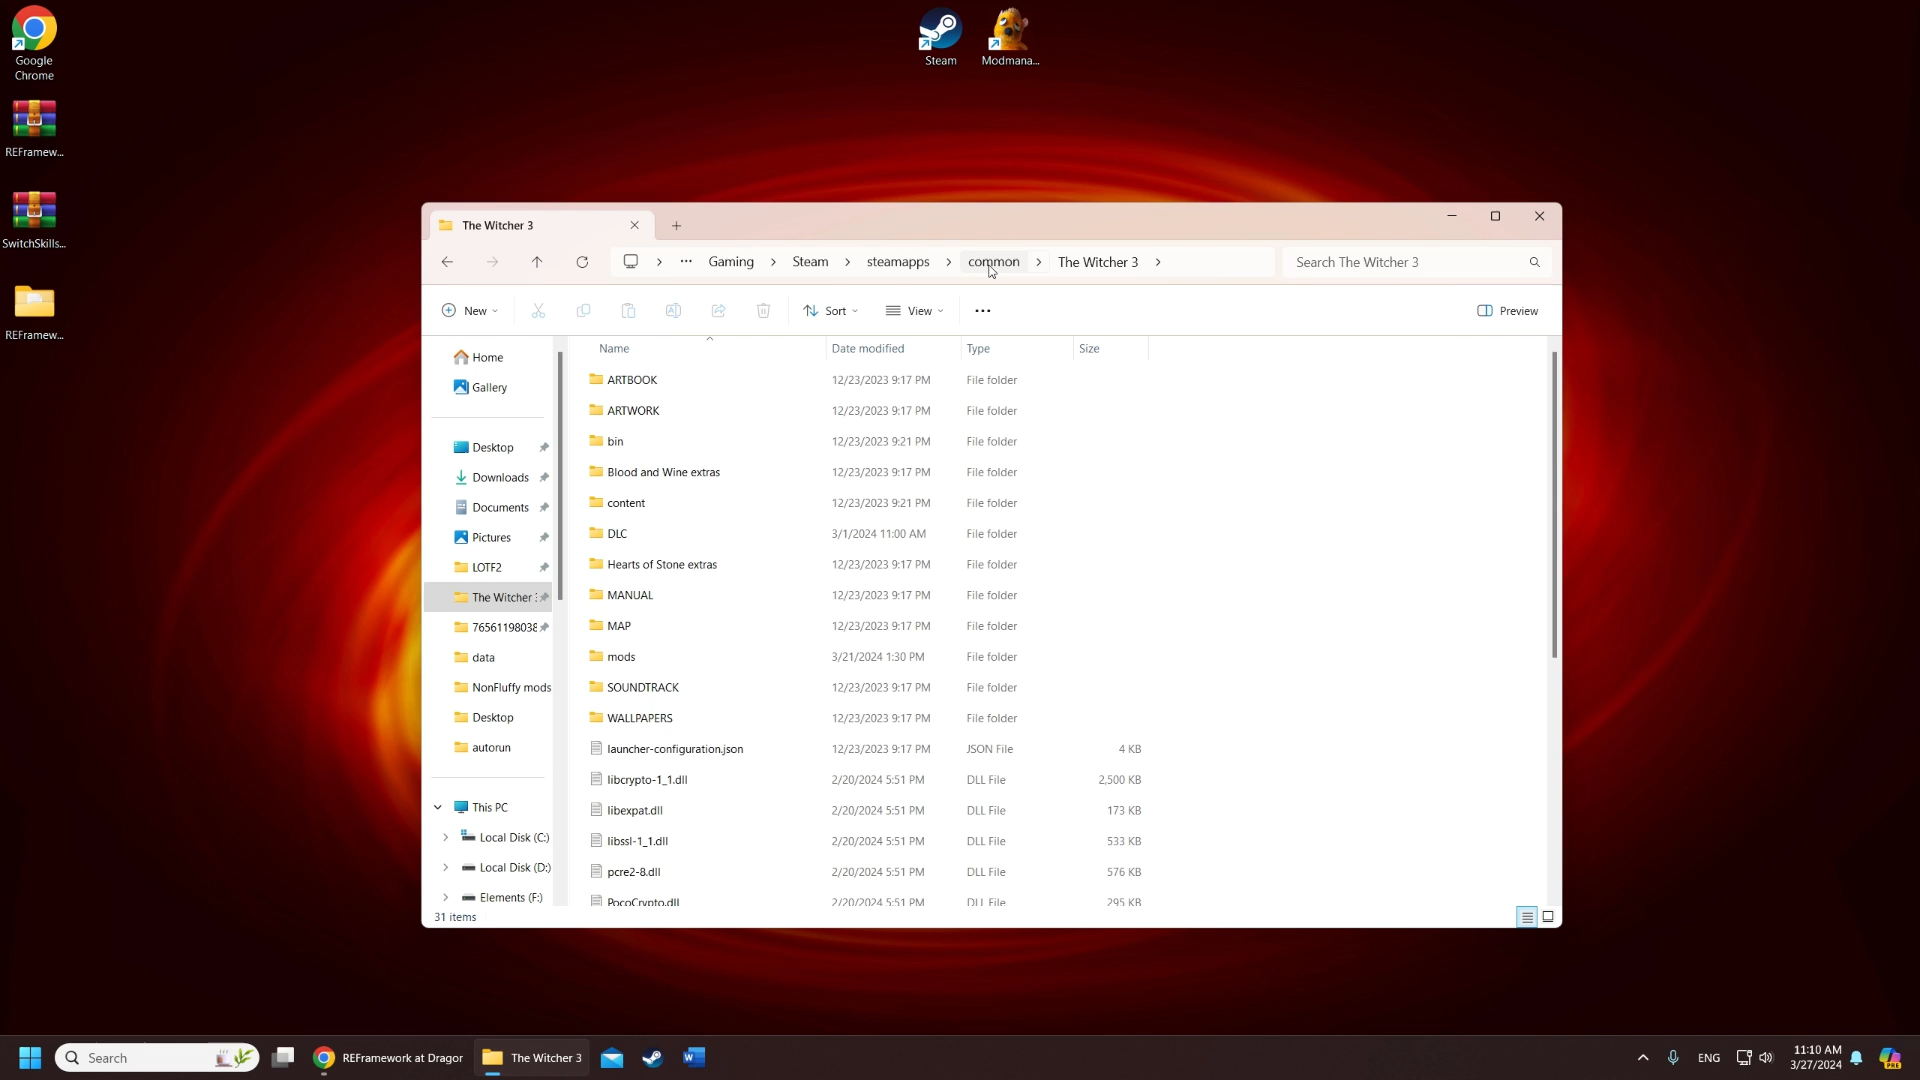 Google
Chrome
REFramew...
SwitchSkills...
REFramew...
Steam
Modmana...
The Witcher 3
Gaming
Steam
steamapps
common
The Witcher 3
Search The Witcher 3
New
Sort
View
Preview
Home
Gallery
Desktop
Downloads
Documents
Pictures
LOTF2
The Witcher
76561198038
data
NonFluffy mods
Desktop
autorun
This PC
Local Disk (C:)
Local Disk (D:)
Elements (F:)
Name Date modified Type Size
ARTBOOK 12/23/2023 9:17 PM File folder
ARTWORK 12/23/2023 9:17 PM File folder
bin 12/23/2023 9:21 PM File folder
Blood and Wine extras 12/23/2023 9:17 PM File folder
content 12/23/2023 9:21 PM File folder
DLC 3/1/2024 11:00 AM File folder
Hearts of Stone extras 12/23/2023 9:17 PM File folder
MANUAL 12/23/2023 9:17 PM File folder
MAP 12/23/2023 9:17 PM File folder
mods 3/21/2024 1:30 PM File folder
SOUNDTRACK 12/23/2023 9:17 PM File folder
WALLPAPERS 12/23/2023 9:17 PM File folder
launcher-configuration.json 12/23/2023 9:17 PM JSON File 4 KB
libcrypto-1_1.dll 2/20/2024 5:51 PM DLL File 2,500 KB
libexpat.dll 2/20/2024 5:51 PM DLL File 173 KB
libssl-1_1.dll 2/20/2024 5:51 PM DLL File 533 KB
pcre2-8.dll 2/20/2024 5:51 PM DLL File 576 KB
PocoCrypto.dll 2/20/2024 5:51 PM DLL File 295 KB
31 items
Search
REFramework at Dragor
The Witcher 3
ENG
11:10 AM
3/27/2024
PRE